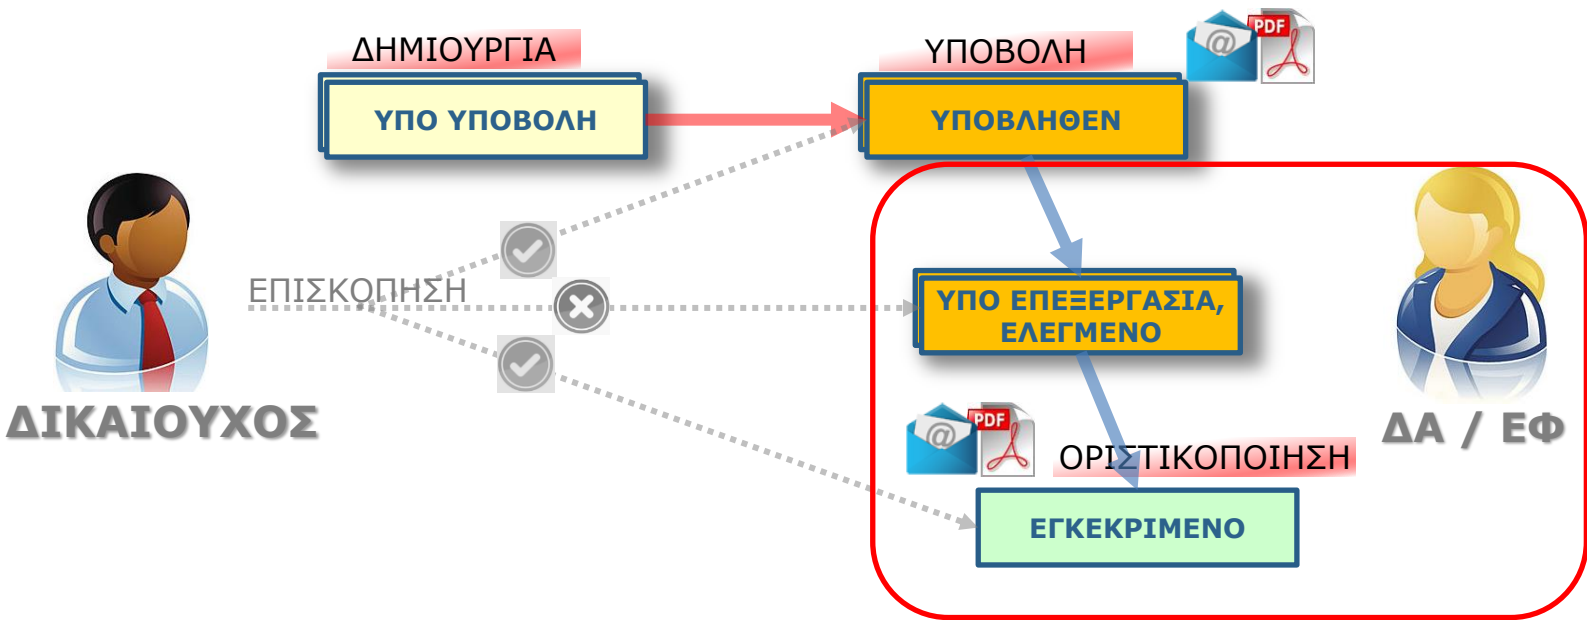 ΔΗΜΙΟΥΡΓΙΑ
ΥΠΟΒΟΛΗ
@
PDF
ΥΠΟ ΥΠΟΒΟΛΗ
ΥΠΟΒΛΗΘΕΝ
ΕΠΙΣΚΟΠΗΣΗ
ΥΠΟ ΕΠΕΞΕΡΓΑΣΙΑ,
ΕΛΕΓΜΕΝΟ
ΔΙΚΑΙΟΥΧΟΣ
ΔΑ / ΕΦ
@
PDF
ΟΡΙΣΤΙΚΟΠΟΙΗΣΗ
ΕΓΚΕΚΡΙΜΕΝΟ